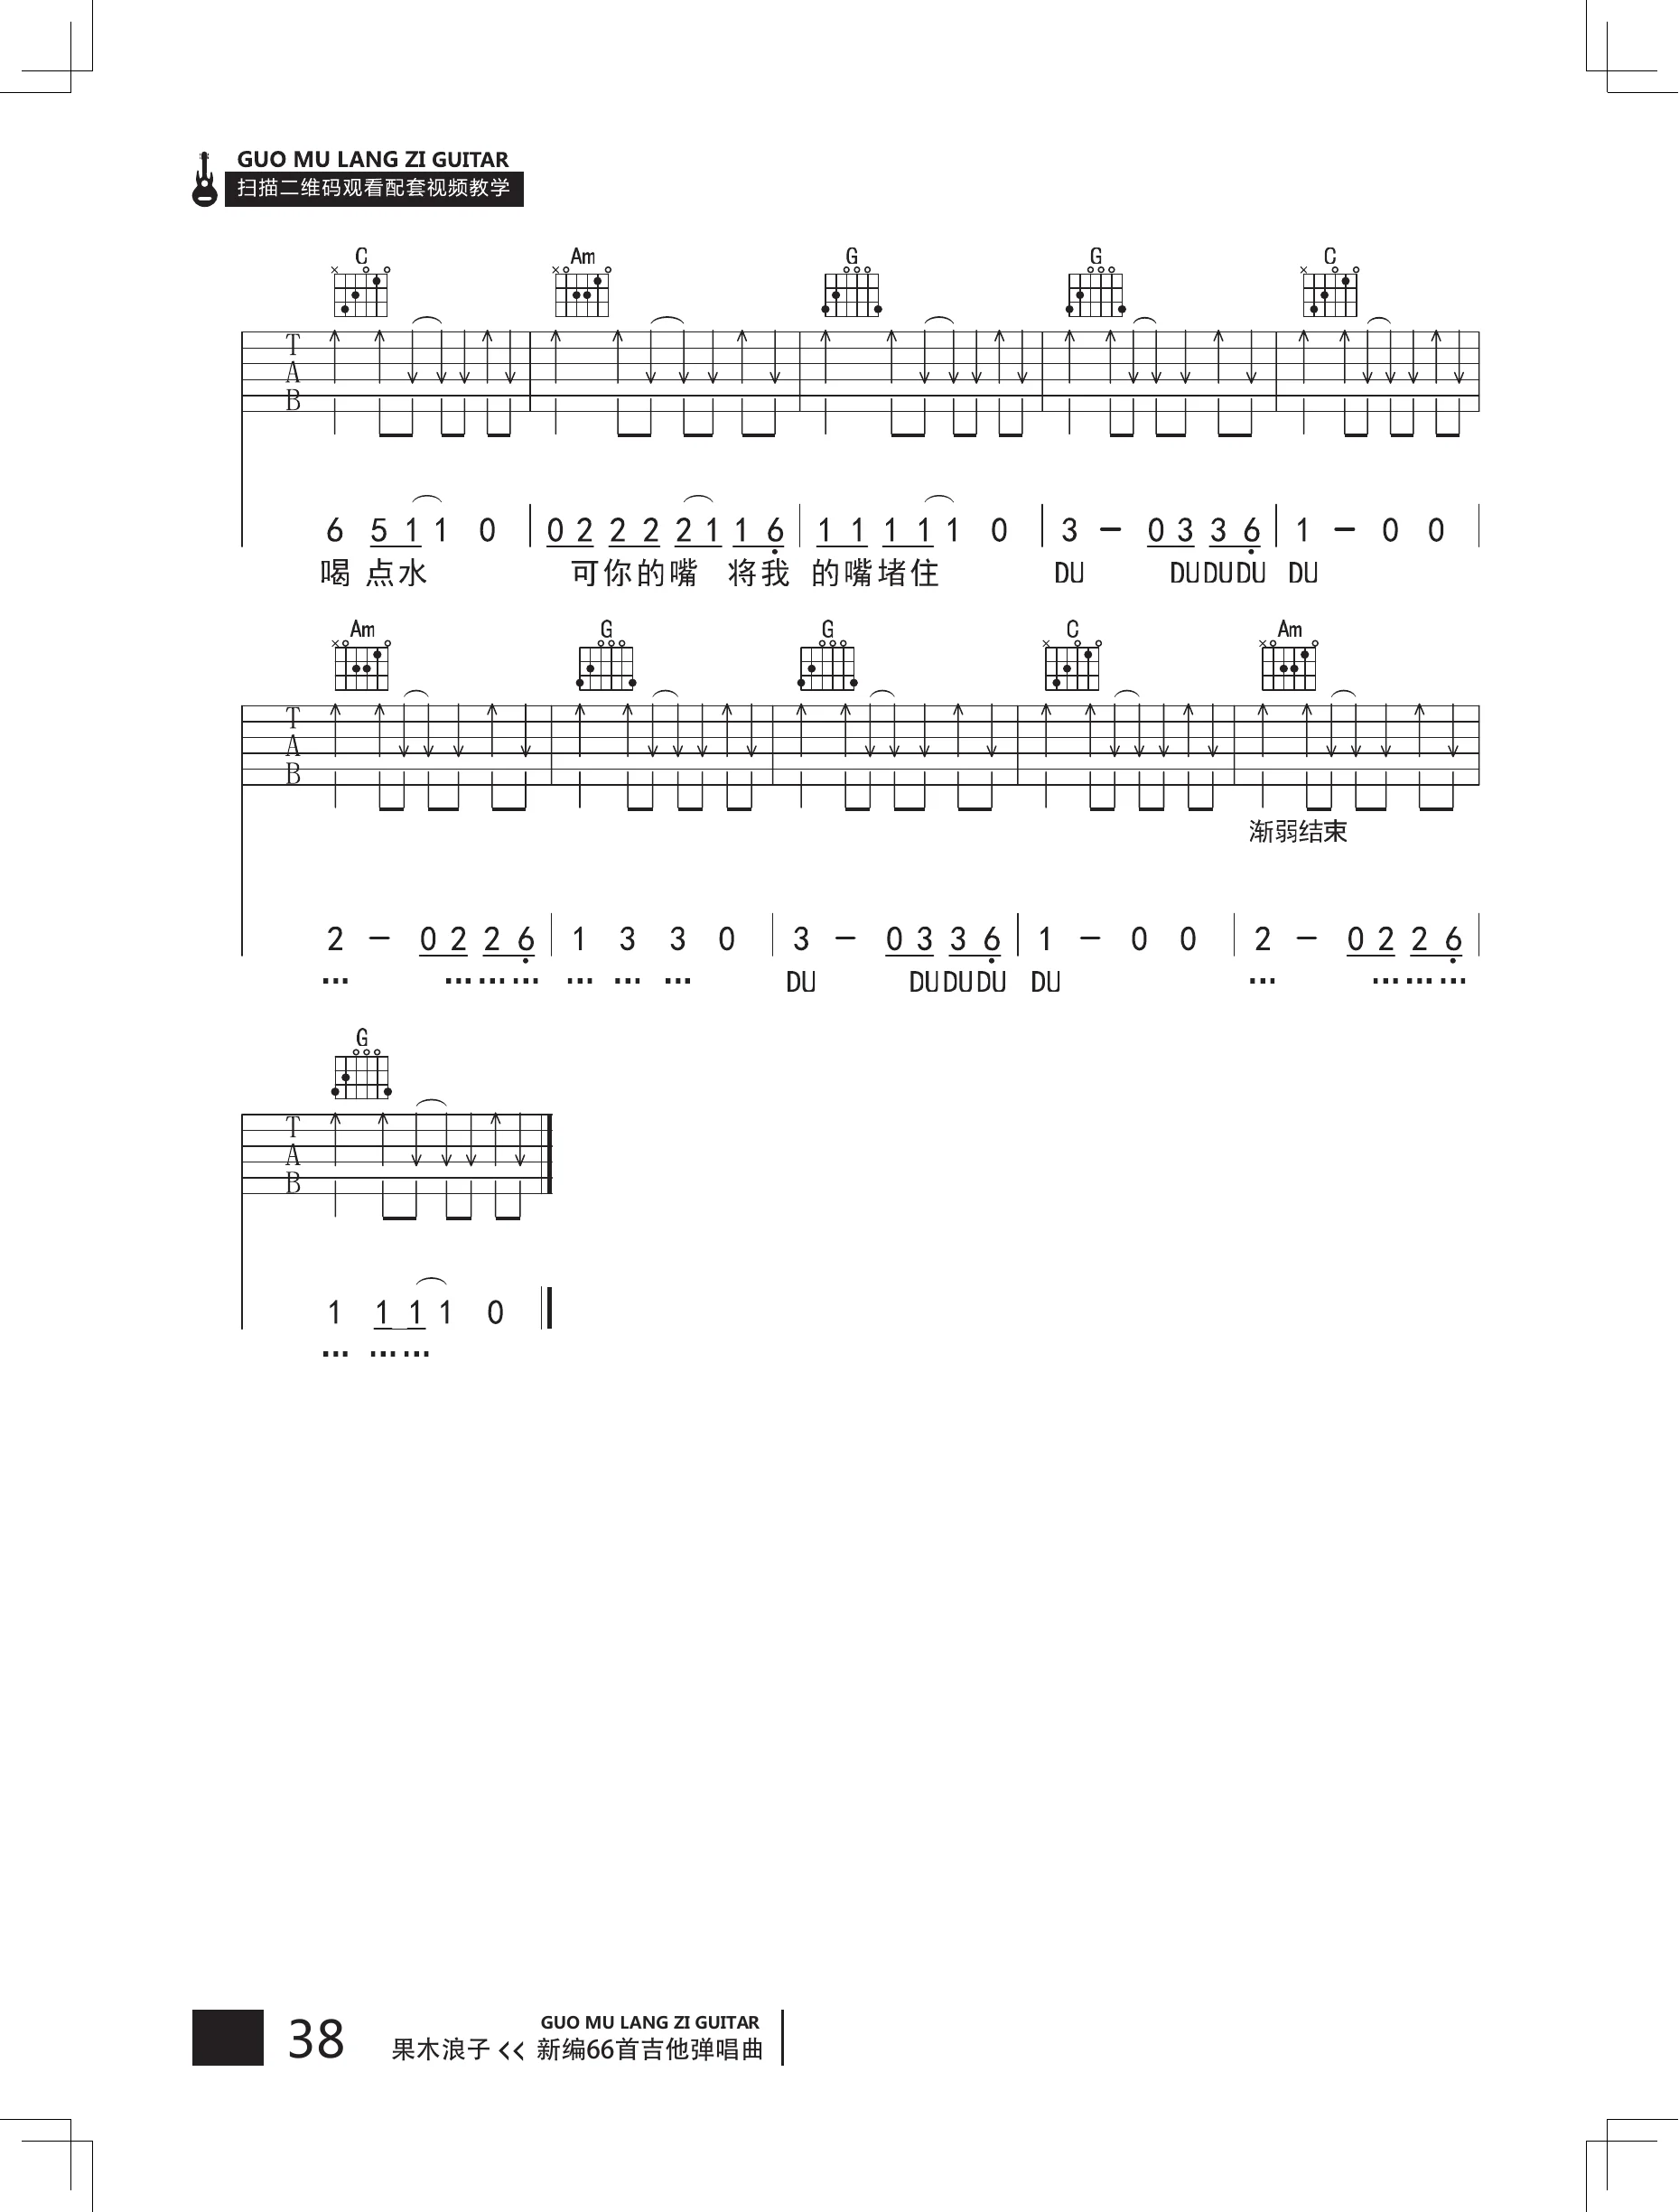 GUO MU LANG ZI GUITAR
扫描二维码观看配套视频教学
C Am G G C
T
A
B
6 5 1 1 0 0 2 2 2 2 1 1 6 1 1 1 1 1 0 3 – 0 3 3 6 1 – 0 0
喝 点 水 可 你 的 嘴 将 我 的 嘴 堵 住 DU DU DU DU DU
Am G G C Am
T
A
B
渐弱结束
2 – 0 2 2 6 1 3 3 0 3 – 0 3 3 6 1 – 0 0 2 – 0 2 2 6
… … … … … … … DU DU DU DU DU … … … …
G
T
A
B
1 1 1 1 0
… … …
38
GUO MU LANG ZI GUITAR
果木浪子 << 新编66首吉他弹唱曲